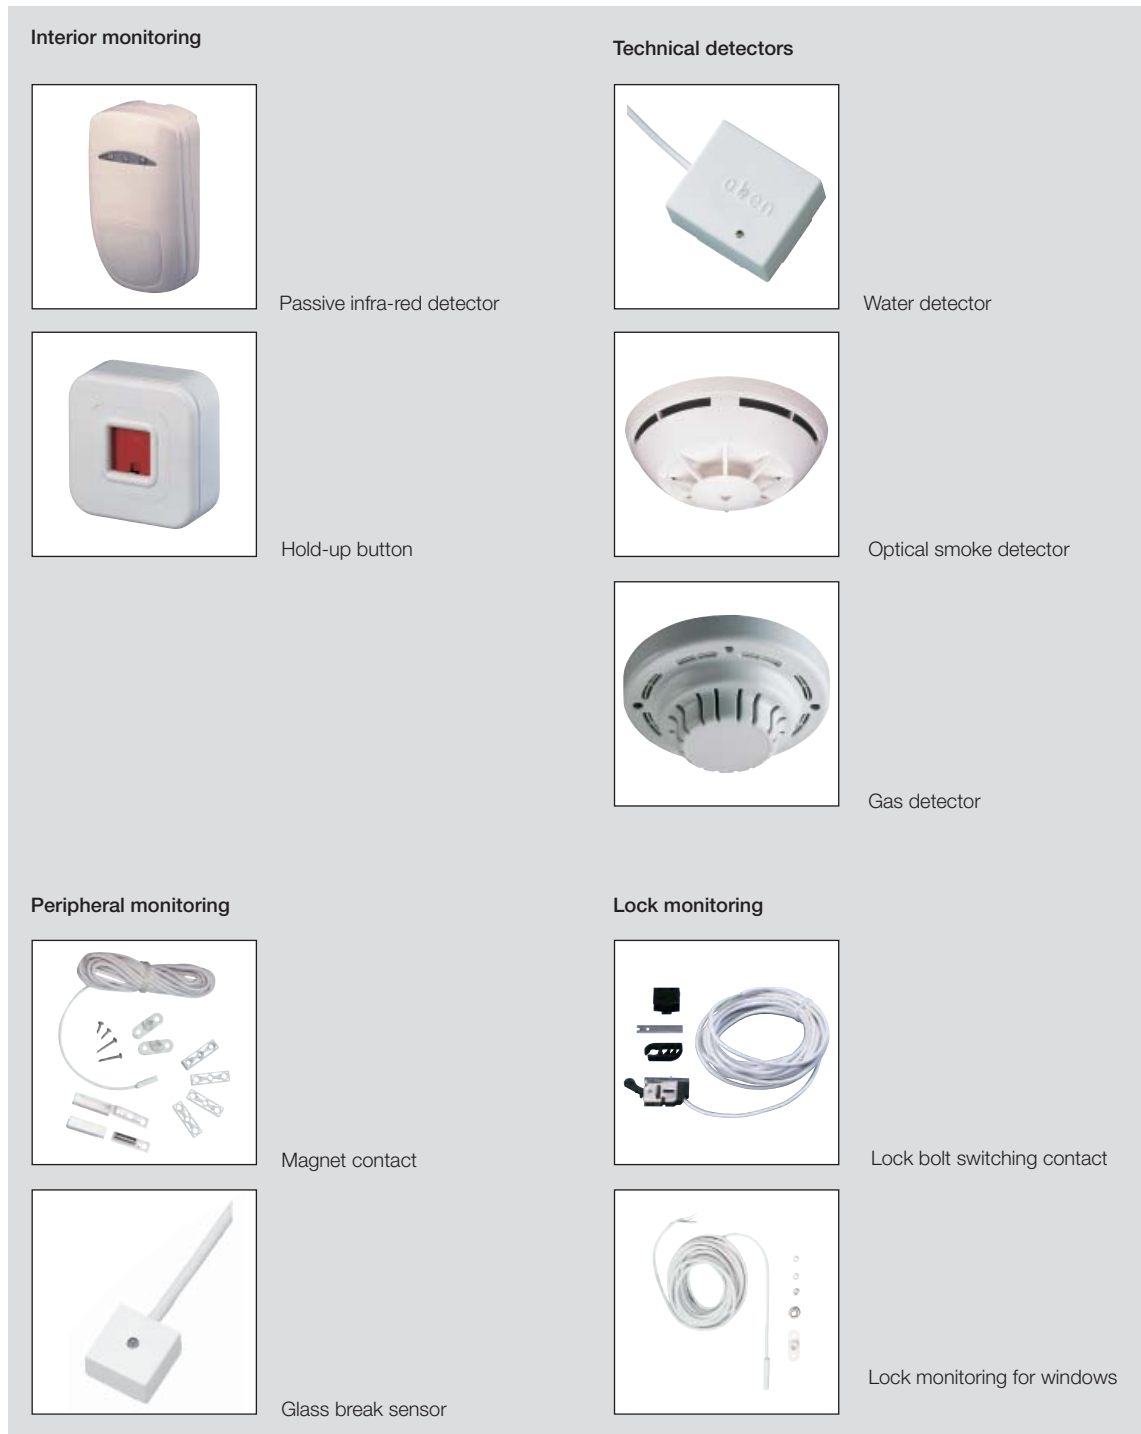 Interior monitoring
Technical detectors
Passive infra-red detector
Water detector
Hold-up button
Optical smoke detector
Gas detector
Peripheral monitoring
Lock monitoring
Magnet contact
Lock bolt switching contact
Glass break sensor
Lock monitoring for windows